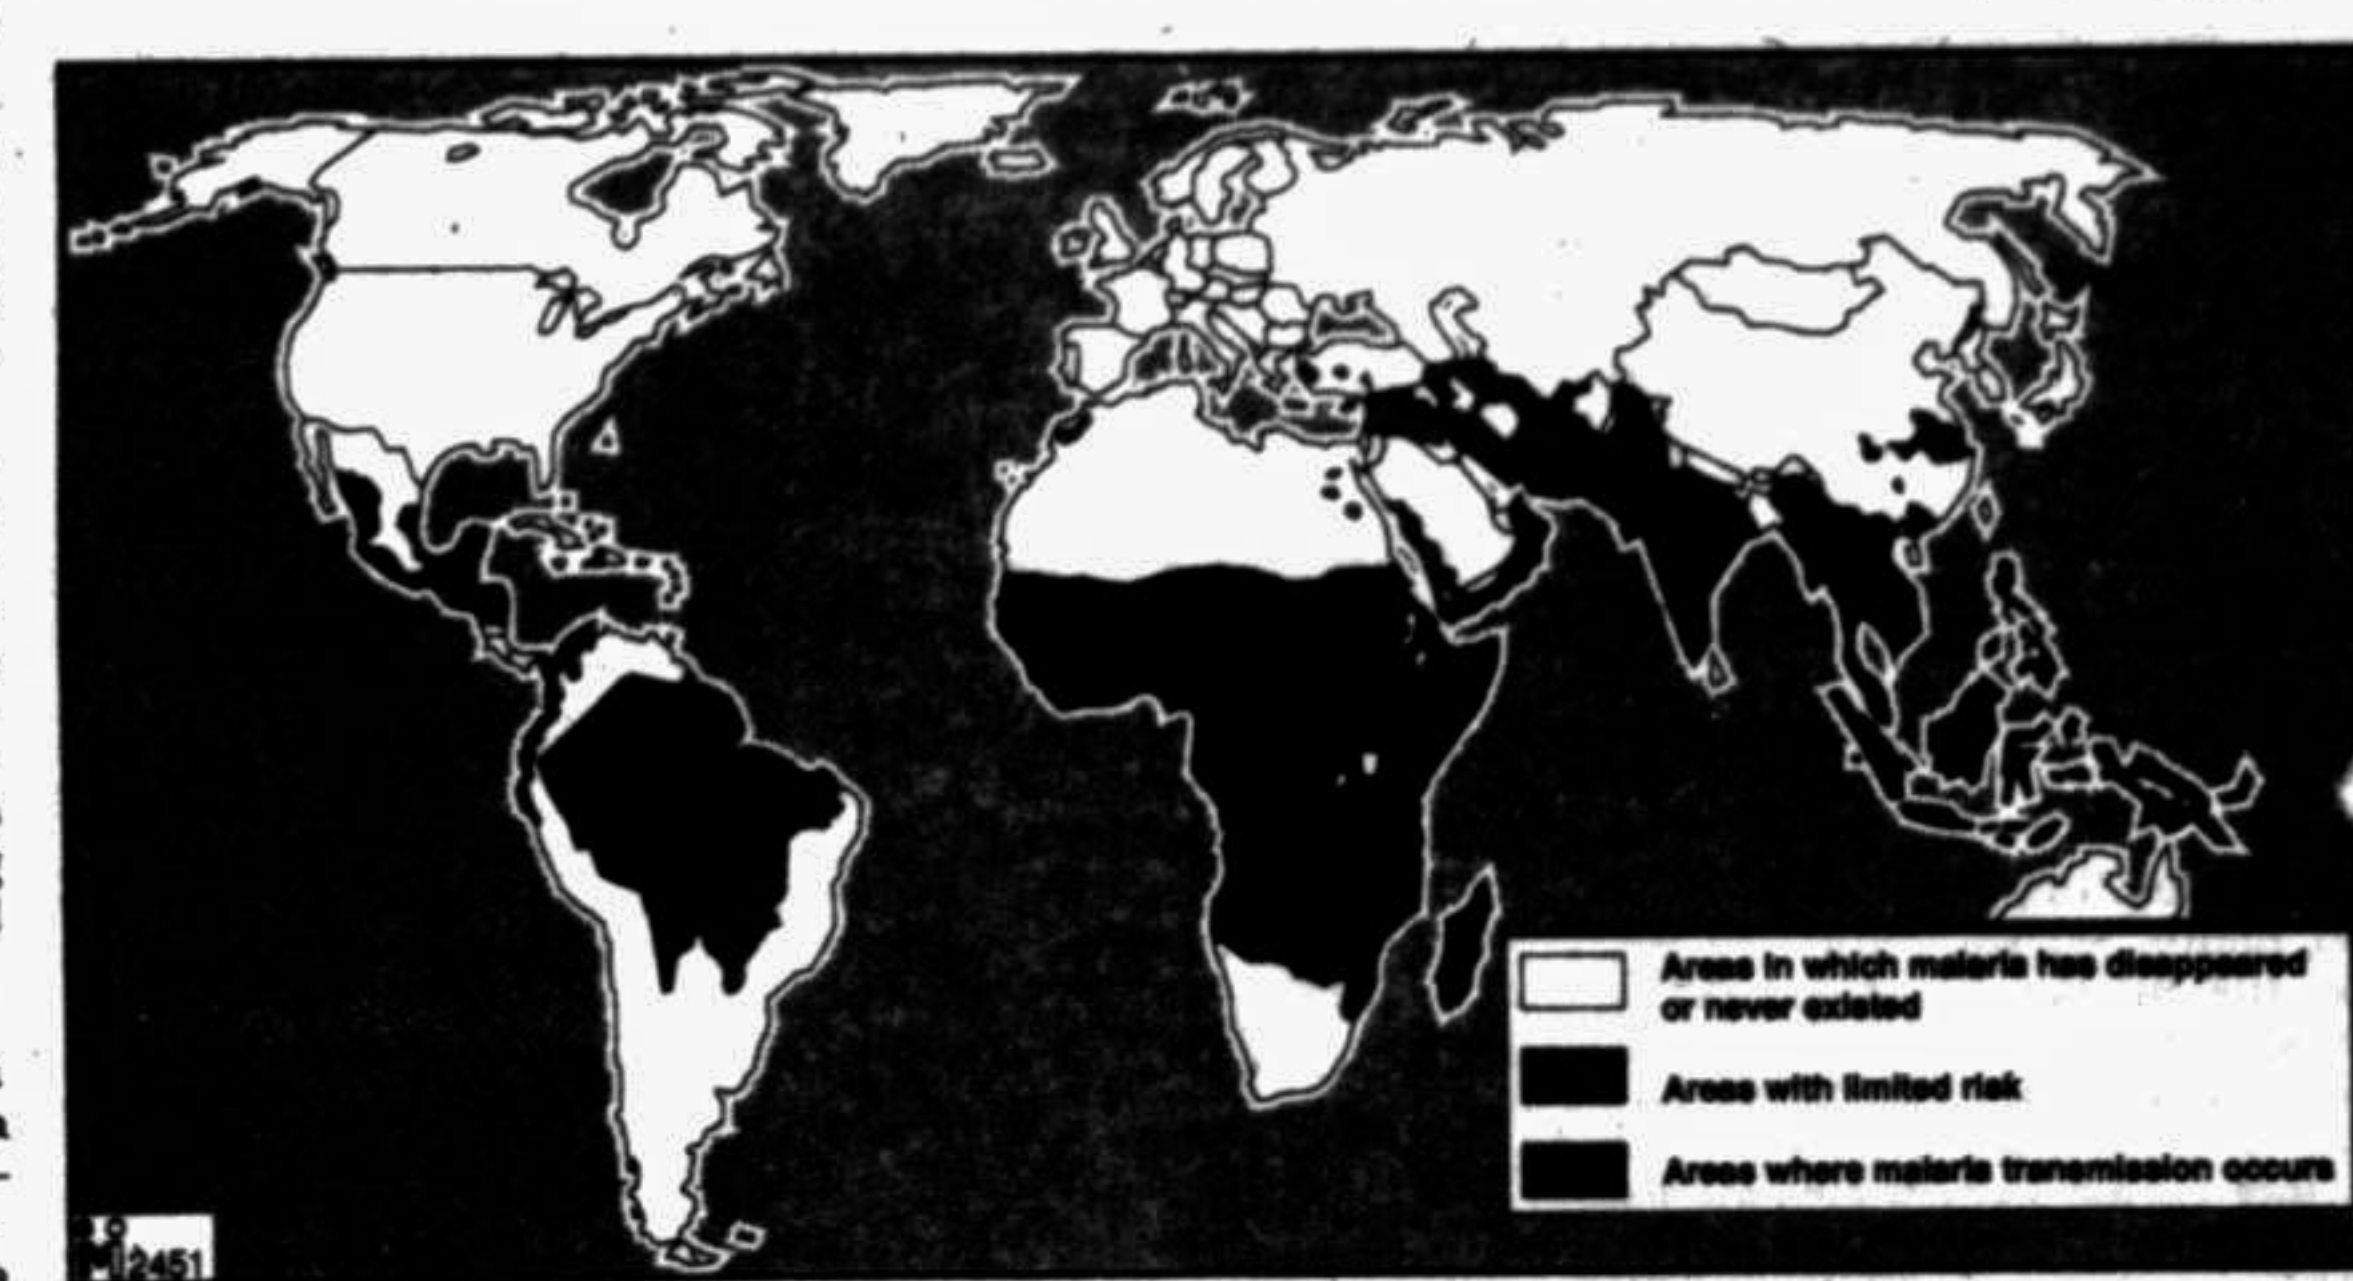 Areas in which malaria has disappeared
or never existed
Areas with limited risk
Areas where malaria transmission occurs
2451